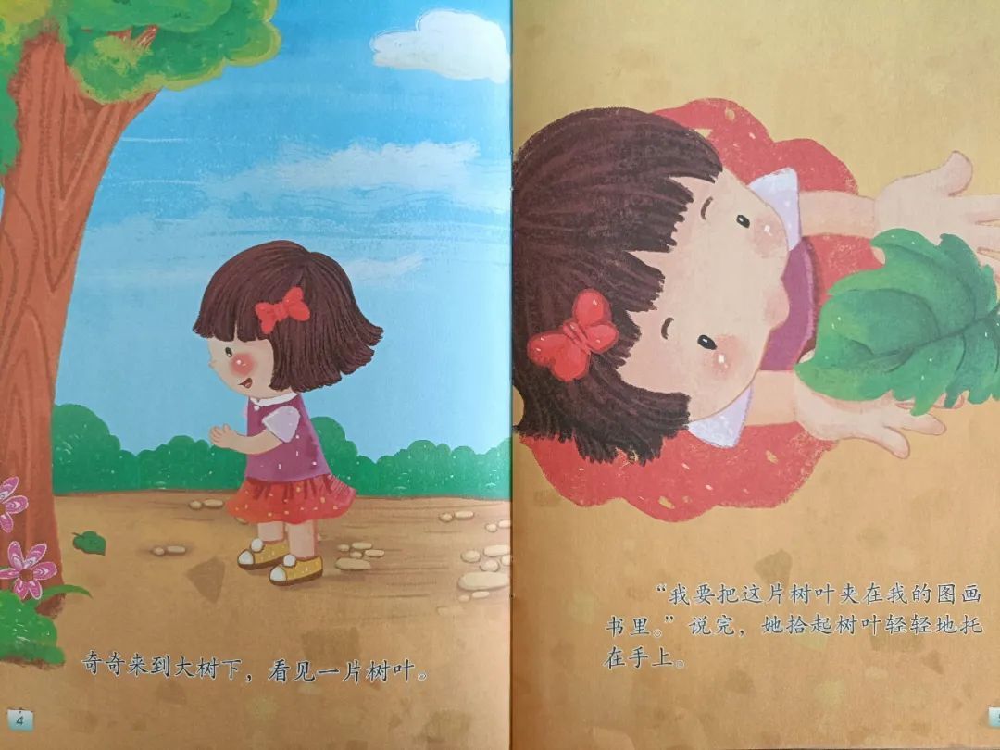 奇奇来到大树下，看见一片树叶。
4
“我要把这片树叶夹在我的图画
书里。”说完，她拾起树叶轻轻地托
在手上。